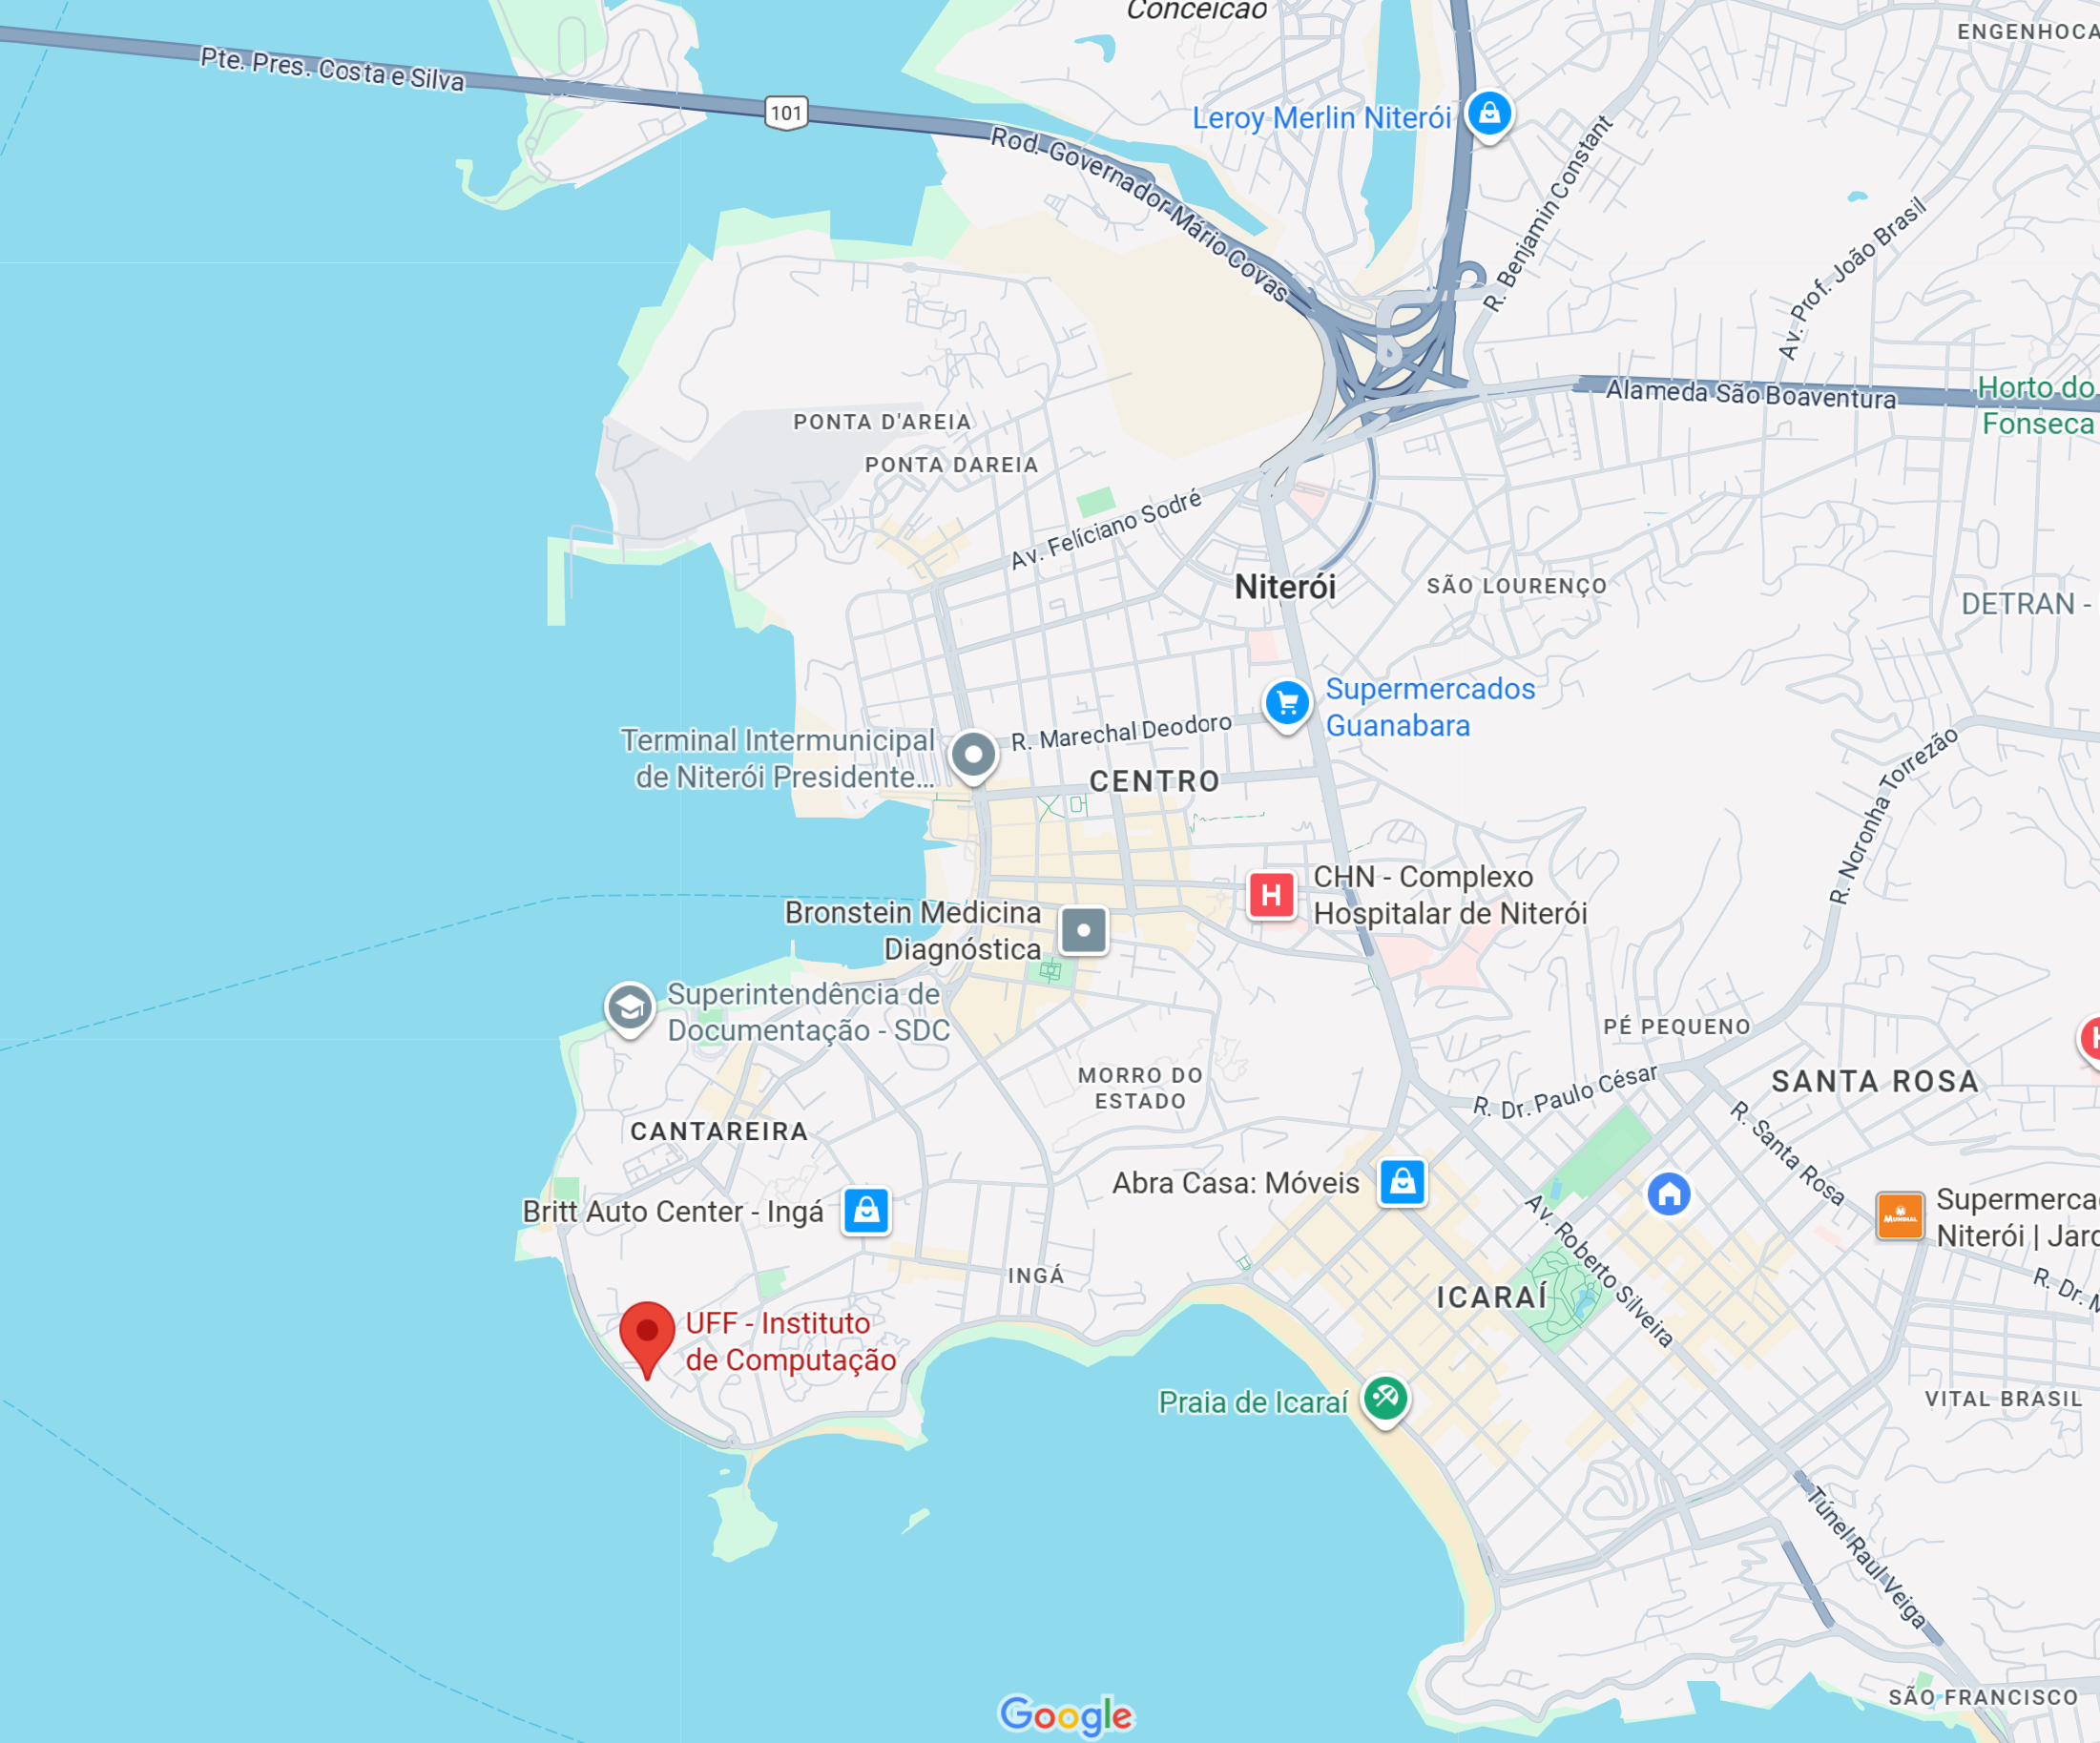 Conceicao
ENGENHOCA
Pte. Pres. Costa e Silva
101
Leroy Merlin Niterói
Rod. Governador Mário Covas
R. Benjamin Constant
Av. Prof. João Brasil
Alameda São Boaventura
Horto do
Fonseca
PONTA D'AREIA
PONTA DAREIA
Av. Feliciano Sodré
Niterói
SÃO LOURENÇO
DETRAN -
Supermercados
Guanabara
Terminal Intermunicipal
de Niterói Presidente...
R. Marechal Deodoro
CENTRO
R. Noronha Torrezão
CHN - Complexo
Hospitalar de Niterói
H
Bronstein Medicina
Diagnóstica
Superintendência de
Documentação - SDC
PÉ PEQUENO
MORRO DO
ESTADO
R. Dr. Paulo César
SANTA ROSA
R. Santa Rosa
CANTAREIRA
Abra Casa: Móveis
Britt Auto Center - Ingá
Av. Roberto Silveira
MUNDIAL
Supermerca
Niterói | Jard
INGÁ
ICARAÍ
R. Dr. M
UFF - Instituto
de Computação
Praia de Icaraí
VITAL BRASIL
Túnel Raul Veiga
SÃO FRANCISCO
Google